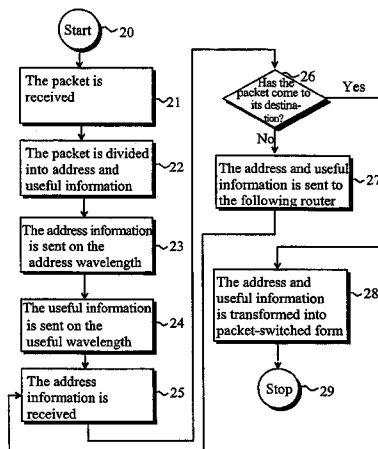 Start
20
The packet is
received
21
The packet is divided
into address and
useful information
22
The address information
is sent on the
address wavelength
23
The useful information
is sent on the
useful wavelength
24
The address
information is
received
25
26
Has the
packet come to
its destina-
tion?
Yes
No
The address and useful
information is sent to
the following router
27
The address and
useful information
is transformed into
packet-switched form
28
Stop
29